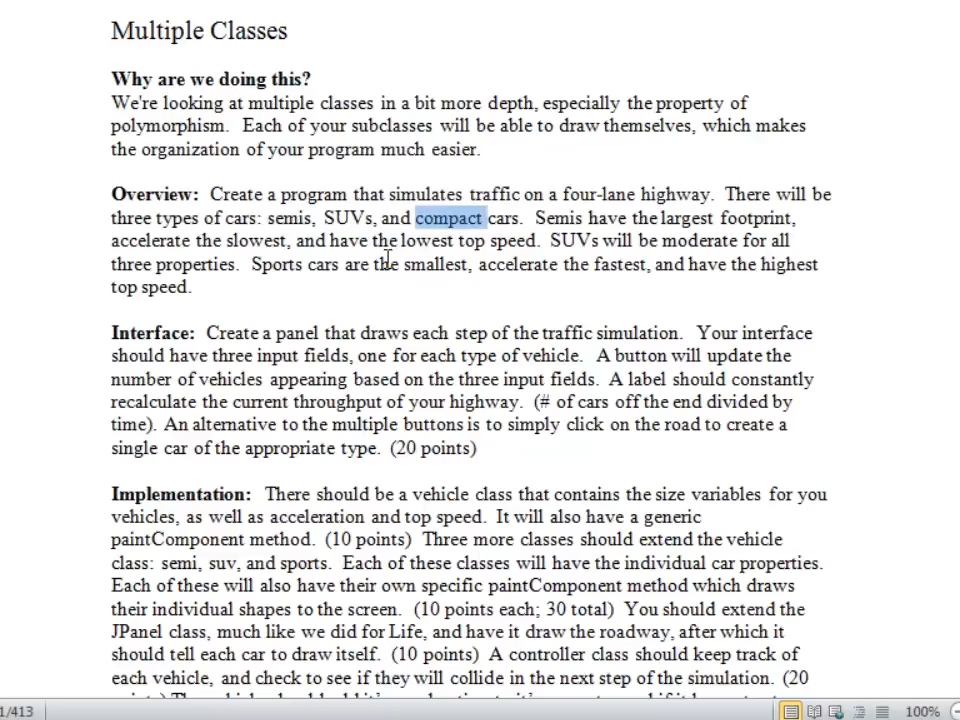 Multiple Classes
Why are we doing this?
We're looking at multiple classes in a bit more depth, especially the property of
polymorphism. Each of your subclasses will be able to draw themselves, which makes
the organization of your program much easier.
Overview: Create a program that simulates traffic on a four-lane highway. There will be
three types of cars: semis, SUVs, and compact cars. Semis have the largest footprint,
accelerate the slowest, and have the lowest top speed. SUVs will be moderate for all
three properties. Sports cars are the smallest, accelerate the fastest, and have the highest
top speed.
Interface: Create a panel that draws each step of the traffic simulation. Your interface
should have three input fields, one for each type of vehicle. A button will update the
number of vehicles appearing based on the three input fields. A label should constantly
recalculate the current throughput of your highway. (# of cars off the end divided by
time). An alternative to the multiple buttons is to simply click on the road to create a
single car of the appropriate type. (20 points)
Implementation: There should be a vehicle class that contains the size variables for you
vehicles, as well as acceleration and top speed. It will also have a generic
paintComponent method. (10 points) Three more classes should extend the vehicle
class: semi, suv, and sports. Each of these classes will have the individual car properties.
Each of these will also have their own specific paintComponent method which draws
their individual shapes to the screen. (10 points each; 30 total) You should extend the
JPanel class, much like we did for Life, and have it draw the roadway, after which it
should tell each car to draw itself. (10 points) A controller class should keep track of
each vehicle, and check to see if they will collide in the next step of the simulation. (20
1/413
100%